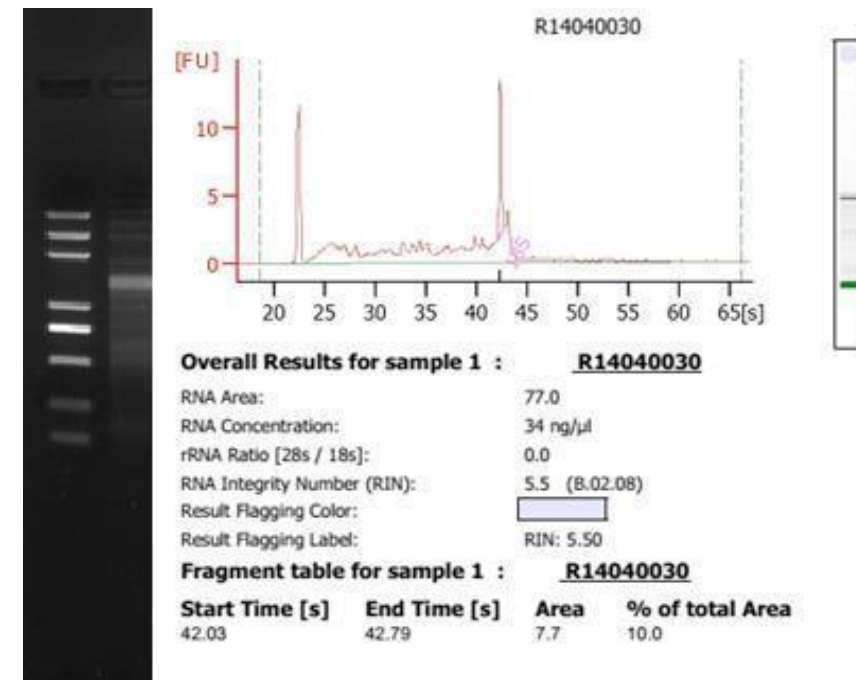 R14040030
[FU]
10
5
0
20 25 30 35 40 45 50 55 60 65[s]
Overall Results for sample 1 : R14040030
RNA Area: 77.0
RNA Concentration: 34 ng/µl
rRNA Ratio [28s / 18s]: 0.0
RNA Integrity Number (RIN): 5.5 (B.02.08)
Result Flagging Color:
Result Flagging Label: RIN: 5.50
Fragment table for sample 1 : R14040030
Start Time [s] End Time [s] Area % of total Area
42.03 42.79 7.7 10.0